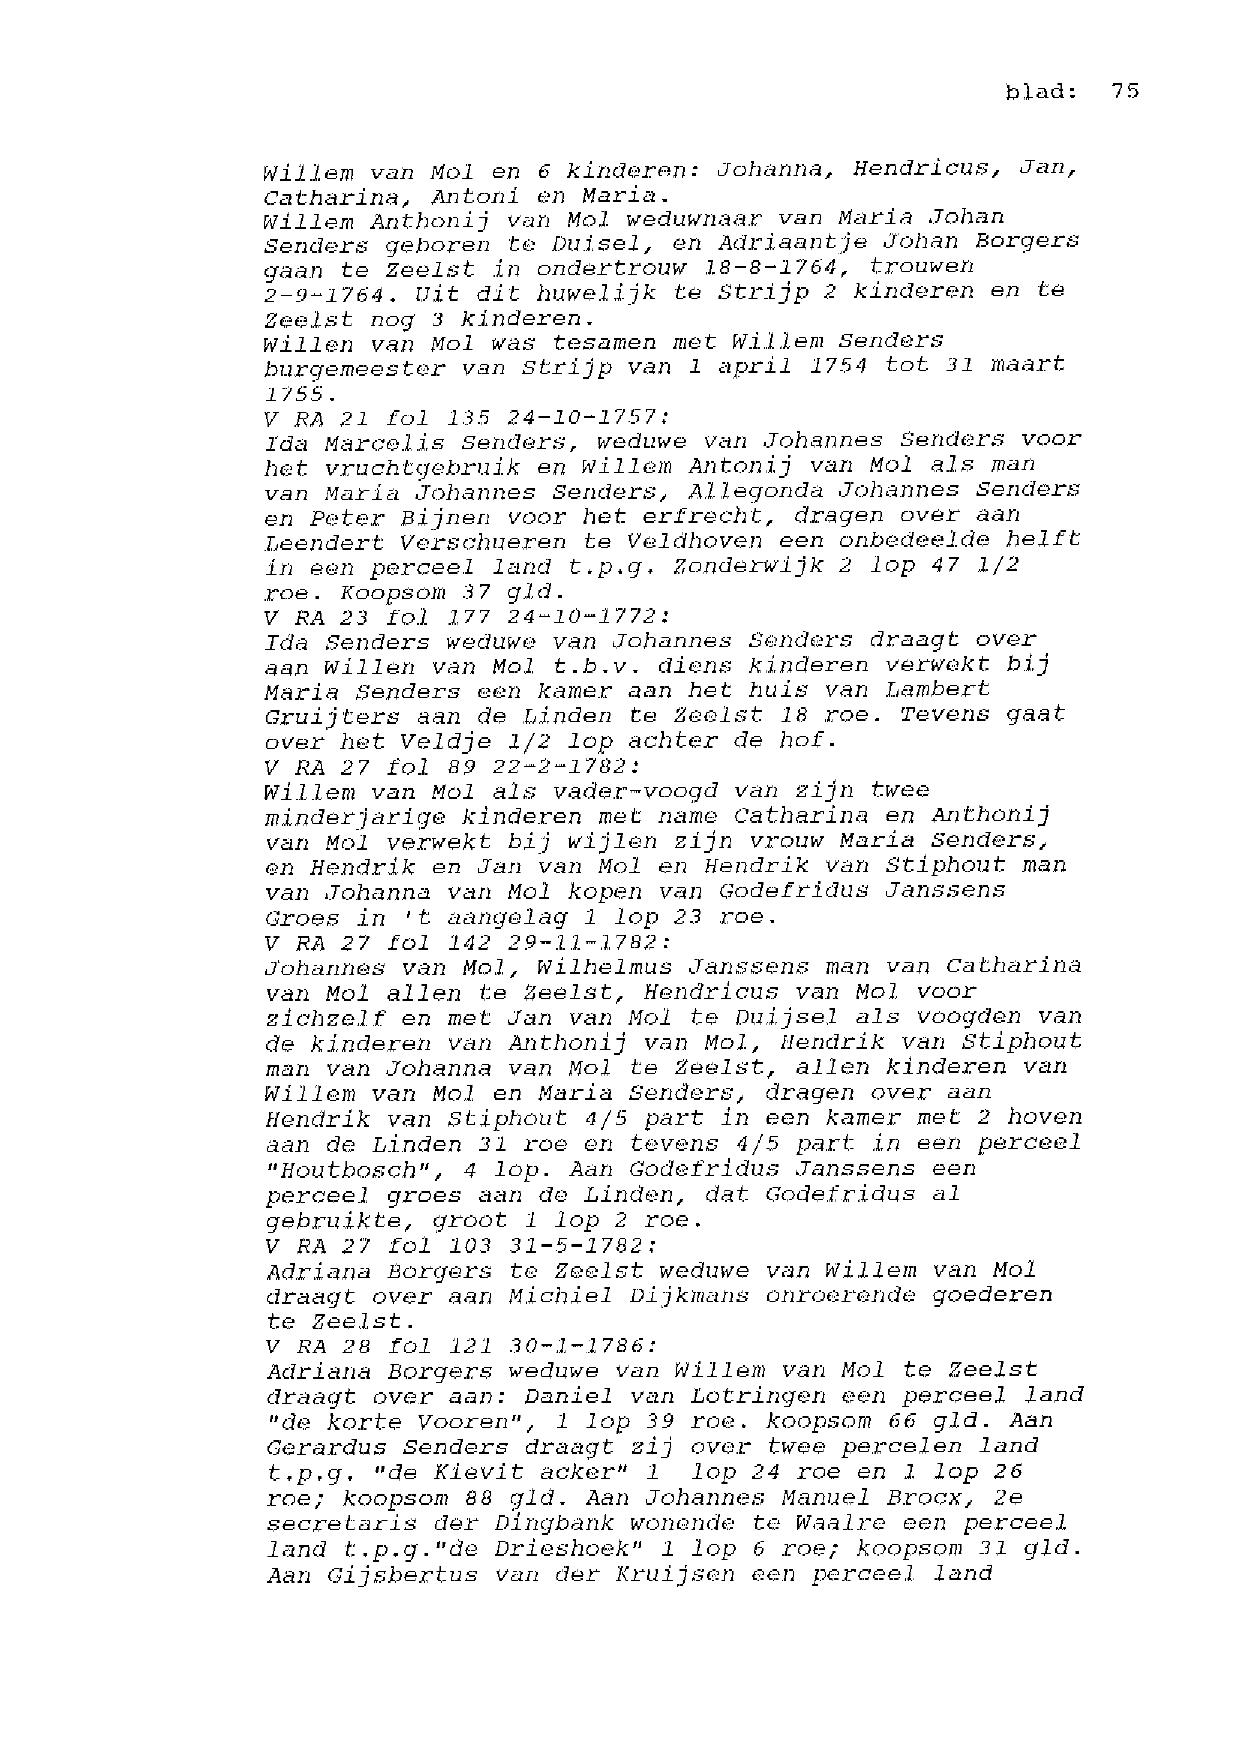 blad: 75
Willem van Mol en 6 kinderen: Johanna, Hendricus, Jan,
Catharina, Antoni en Maria.
Willem Anthonij van Mol weduwnaar van Maria Johan
Senders geboren te Duisel, en Adriaantje Johan Borgers
gaan te Zeelst in ondertrouw 18-8-1764, trouwen
2-9-1764. Uit dit huwelijk te Strijp 2 kinderen en te
Zeelst nog 3 kinderen.
Willen van Mol was tesamen met Willem Senders
burgemeester van Strijp van 1 april 1754 tot 31 maart
1755.
V RA 21 fol 135 24-10-1757:
Ida Marcelis Senders, weduwe van Johannes Senders voor
het vruchtgebruik en Willem Antonij van Mol als man
van Maria Johannes Senders, Allegonda Johannes Senders
en Peter Bijnen voor het erfrecht, dragen over aan
Leendert Verschueren te Veldhoven een onbedeelde helft
in een perceel land t.p.g. Zonderwijk 2 lop 47 1/2
roe. Koopsom 37 gld.
V RA 23 fol 177 24-10-1772:
Ida Senders weduwe van Johannes Senders draagt over
aan Willen van Mol t.b.v. diens kinderen verwekt bij
Maria Senders een kamer aan het huis van Lambert
Gruijters aan de Linden te Zeelst 18 roe. Tevens gaat
over het Veldje 1/2 lop achter de hof.
V RA 27 fol 89 22-2-1782:
Willem van Mol als vader-voogd van zijn twee
minderjarige kinderen met name Catharina en Anthonij
van Mol verwekt bij wijlen zijn vrouw Maria Senders,
en Hendrik en Jan van Mol en Hendrik van Stiphout man
van Johanna van Mol kopen van Godefridus Janssens
Groes in 't aangelag 1 lop 23 roe.
V RA 27 fol 142 29-11-1782:
Johannes van Mol, Wilhelmus Janssens man van Catharina
van Mol allen te Zeelst, Hendricus van Mol voor
zichzelf en met Jan van Mol te Duijsel als voogden van
de kinderen van Anthonij van Mol, Hendrik van Stiphout
man van Johanna van Mol te Zeelst, allen kinderen van
Willem van Mol en Maria Senders, dragen over aan
Hendrik van Stiphout 4/5 part in een kamer met 2 hoven
aan de Linden 31 roe en tevens 4/5 part in een perceel
"Houtbosch", 4 lop. Aan Godefridus Janssens een
perceel groes aan de Linden, dat Godefridus al
gebruikte, groot 1 lop 2 roe.
V RA 27 fol 103 31-5-1782:
Adriana Borgers te Zeelst weduwe van Willem van Mol
draagt over aan Michiel Dijkmans onroerende goederen
te Zeelst.
V RA 28 fol 121 30-1-1786:
Adriana Borgers weduwe van Willem van Mol te Zeelst
draagt over aan: Daniel van Lotringen een perceel land
"de korte Vooren", 1 lop 39 roe. koopsom 66 gld. Aan
Gerardus Senders draagt zij over twee percelen land
t.p.g. "de Kievit acker" 1 lop 24 roe en 1 lop 26
roe; koopsom 88 gld. Aan Johannes Manuel Brocx, 2e
secretaris der Dingbank wonende te Waalre een perceel
land t.p.g."de Drieshoek" 1 lop 6 roe; koopsom 31 gld.
Aan Gijsbertus van der Kruijsen een perceel land